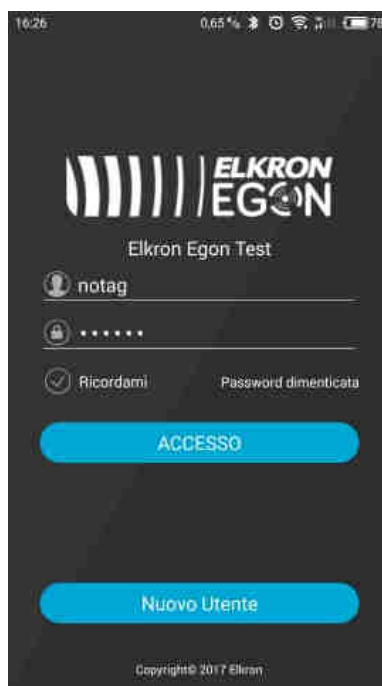 16:26 0,65 % 78
ELKRON
EGON
Elkron Egon Test
notag
••••••
Ricordami Password dimenticata
ACCESSO
Nuovo Utente
Copyright© 2017 Elkron